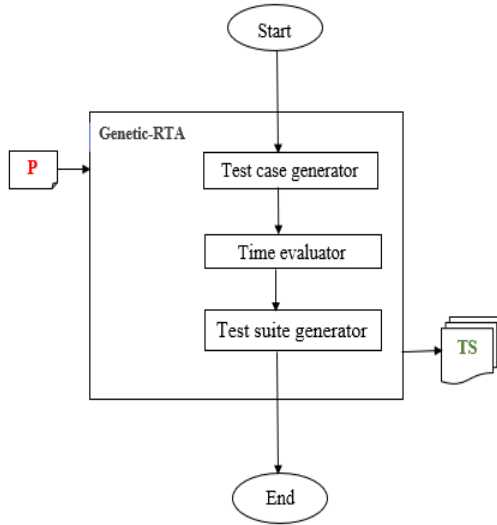 Start
Genetic-RTA
P
Test case generator
Time evaluator
Test suite generator
TS
End